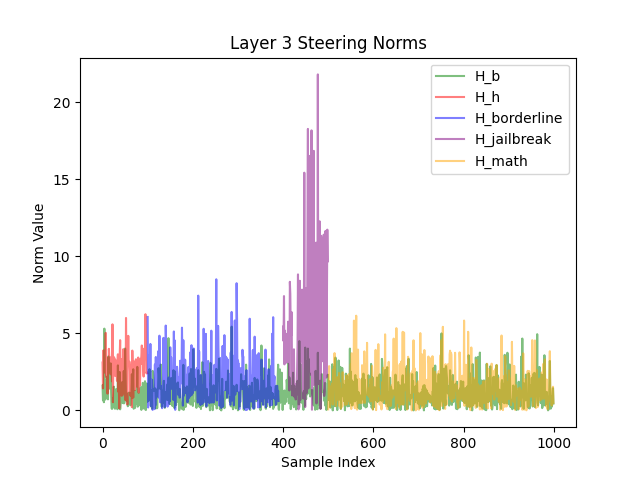 Layer 3 Steering Norms
H_b
H_h
H_borderline
H_jailbreak
H_math
Norm Value
20
15
10
5
0
0
200
400
600
800
1000
Sample Index